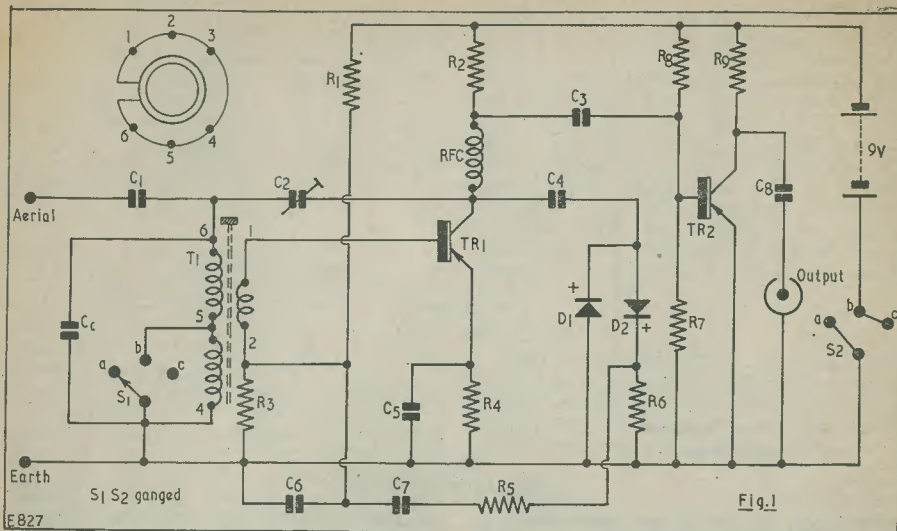 1 2 3
6 5 4
R1
R2
R8
R9
C3
RFC
9V
C1
C2
C4
C8
Aerial
6
1
TR1
TR2
T1
Output
5
D1
+
D2
+
R7
b
c
a
S2
Cc
b
a
c
S1
2
4
R3
C5
R4
R6
Earth
S1 S2 ganged
C6
C7
R5
Fig.1
E827